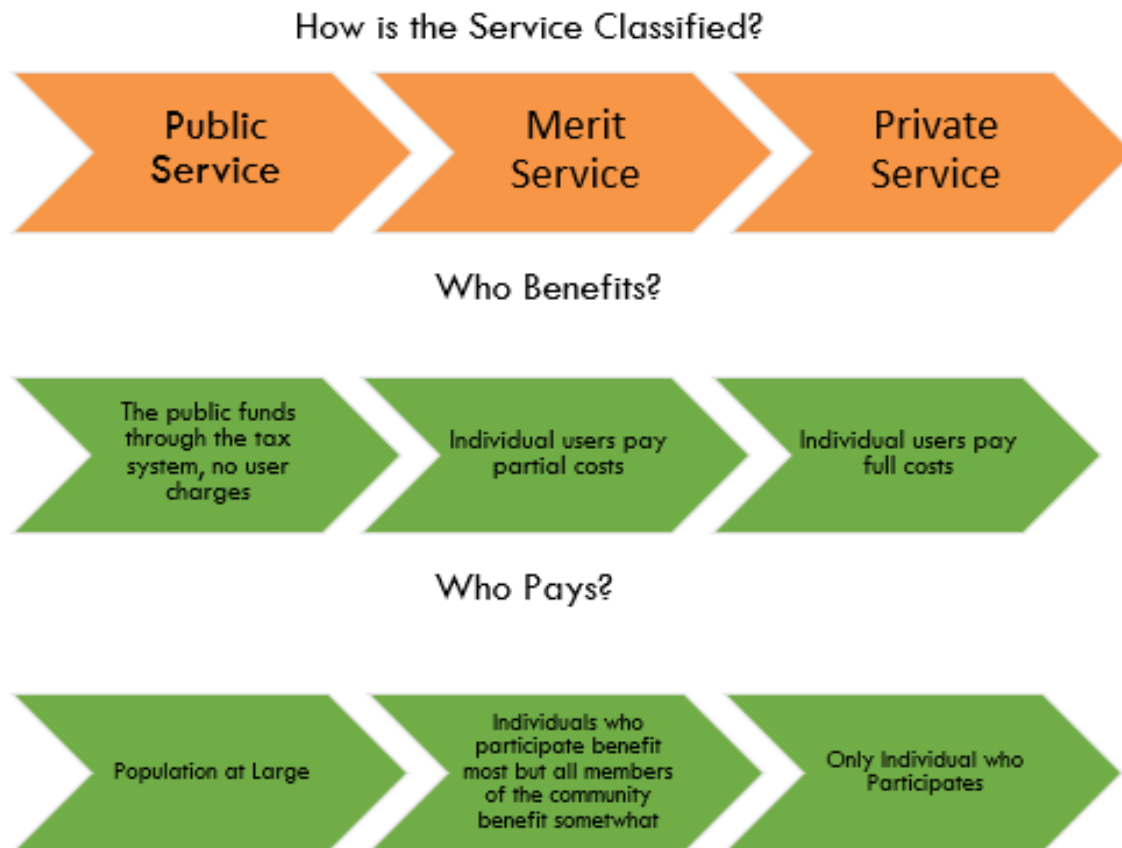 How is the Service Classified?
Public
Service
Merit
Service
Private
Service
Who Benefits?
The public funds
through the tax
system, no user
charges
Individual users pay
partial costs
Individual users pay
full costs
Who Pays?
Population at Large
Individuals who
participate benefit
most but all members
of the community
benefit sometwhat
Only Individual who
Participates